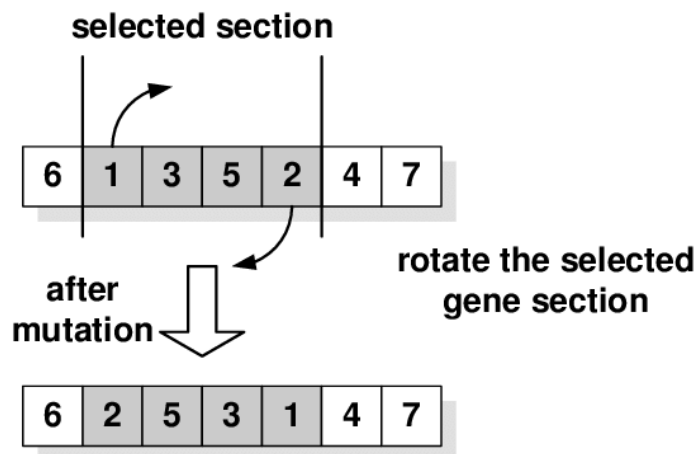 selected section
6 1 3 5 2 4 7
rotate the selected
gene section
after
mutation
6 2 5 3 1 4 7